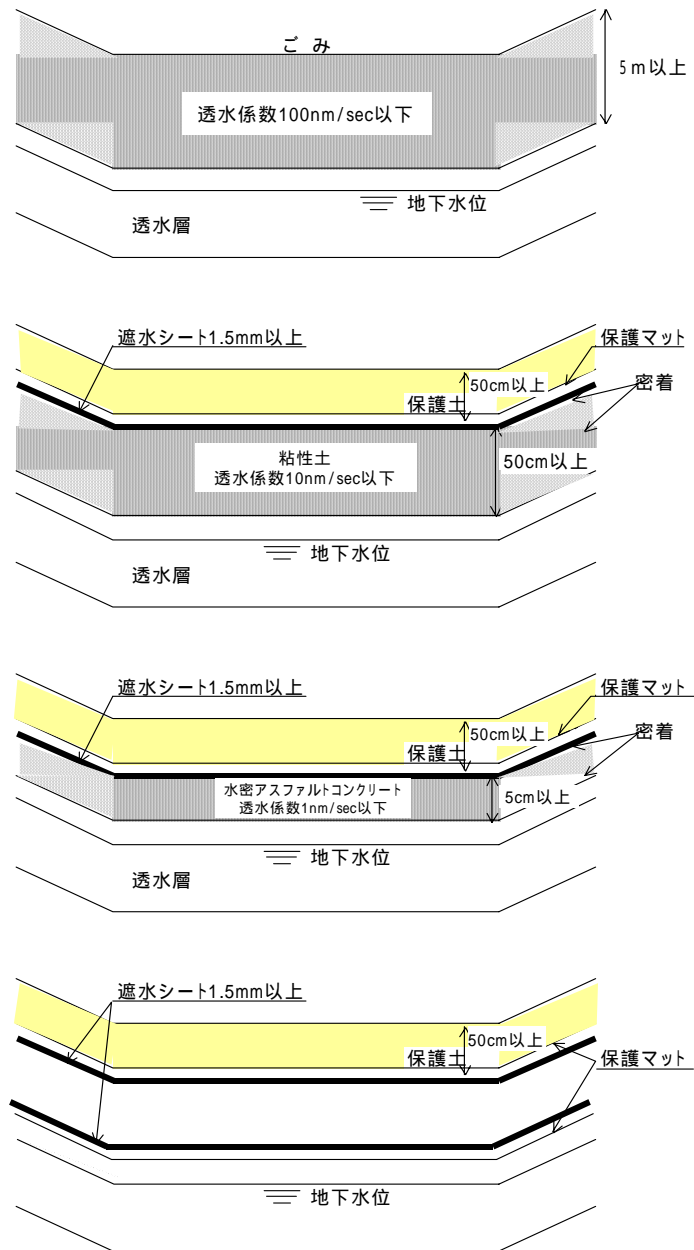 ごみ
5m以上
透水係数100nm/sec以下
地下水位
透水層
遮水シート1.5mm以上
保護マット
50cm以上
密着
保護土
粘性土
透水係数10nm/sec以下
50cm以上
地下水位
透水層
遮水シート1.5mm以上
保護マット
50cm以上
密着
保護土
水密アスファルトコンクリート
透水係数1nm/sec以下
5cm以上
地下水位
透水層
遮水シート1.5mm以上
50cm以上
保護土
保護マット
地下水位